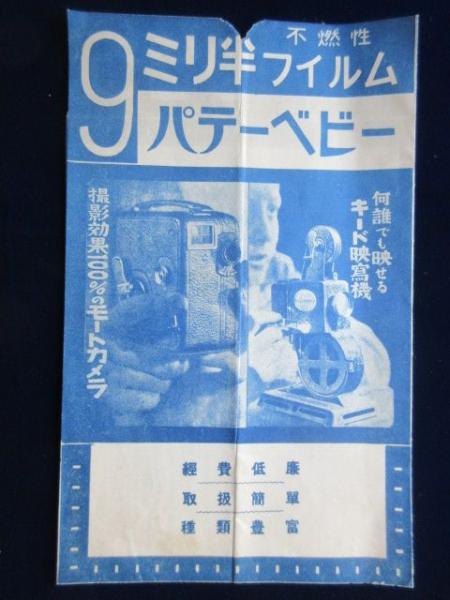 不燃性
9ミリ半フイルム
パテーベビー
何誰でも映せる
キード映寫機
撮影効果100%のモートカメラ
經費低廉
取扱簡單
種類豊富